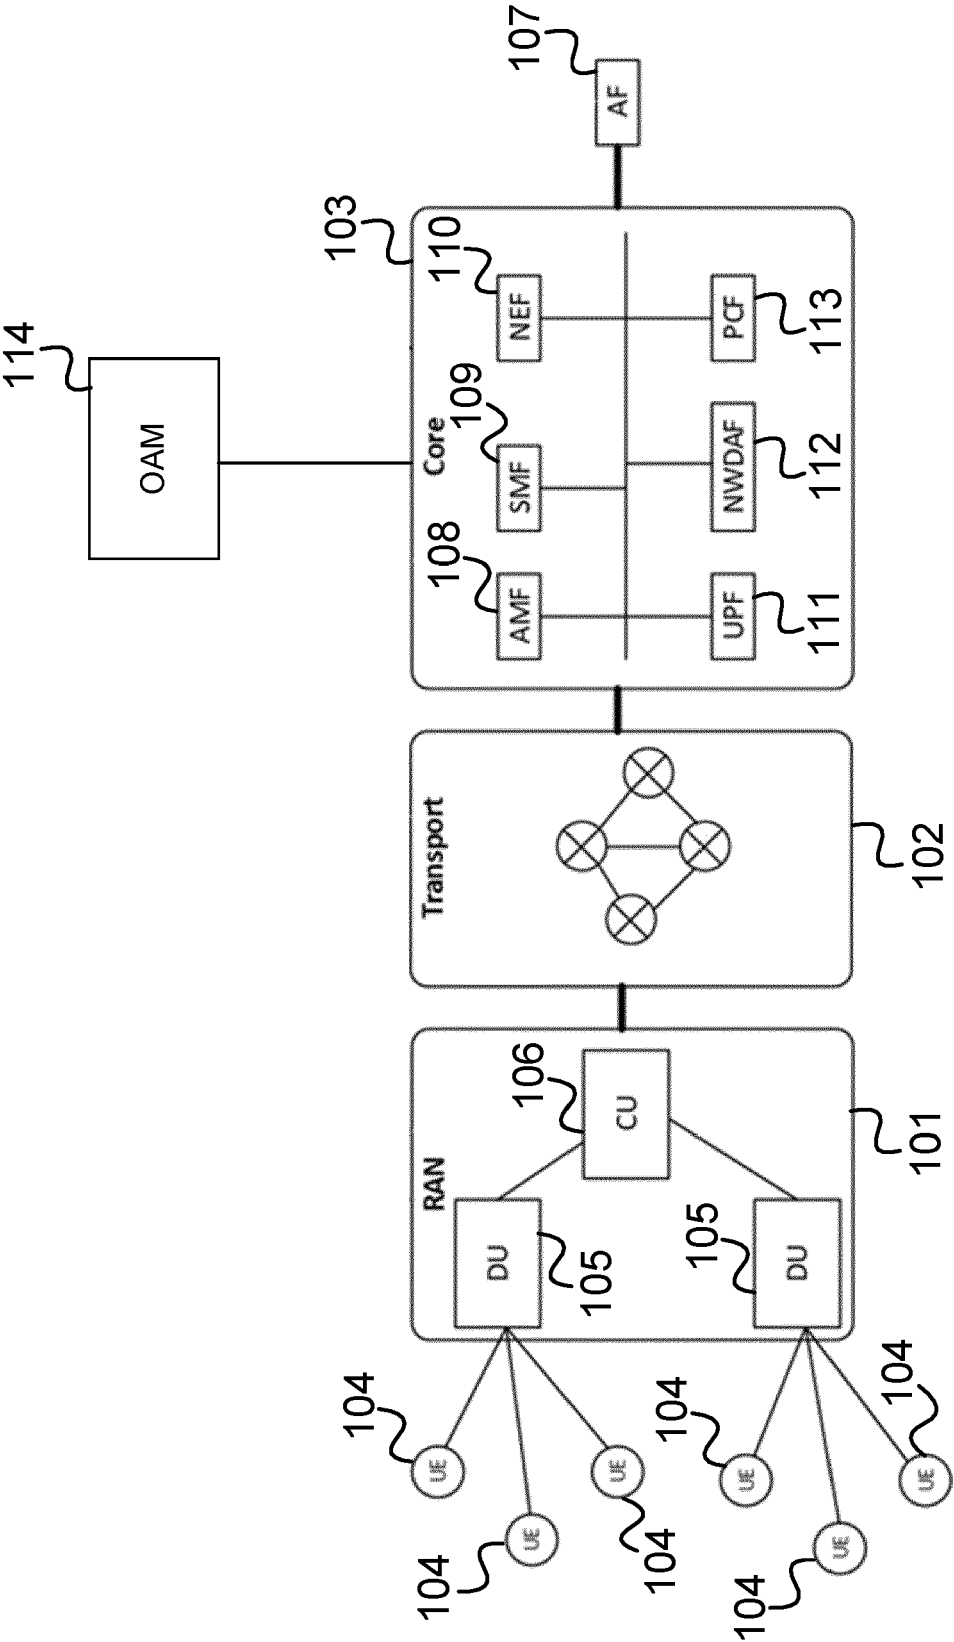 114
OAM
103
Core
108
109
110
AMF
SMF
NEF
UPF
NWDAF
PCF
111
112
113
107
AF
Transport
102
RAN
106
CU
DU
105
105
DU
101
104
UE
104
UE
UE
104
104
UE
104
UE
104
UE